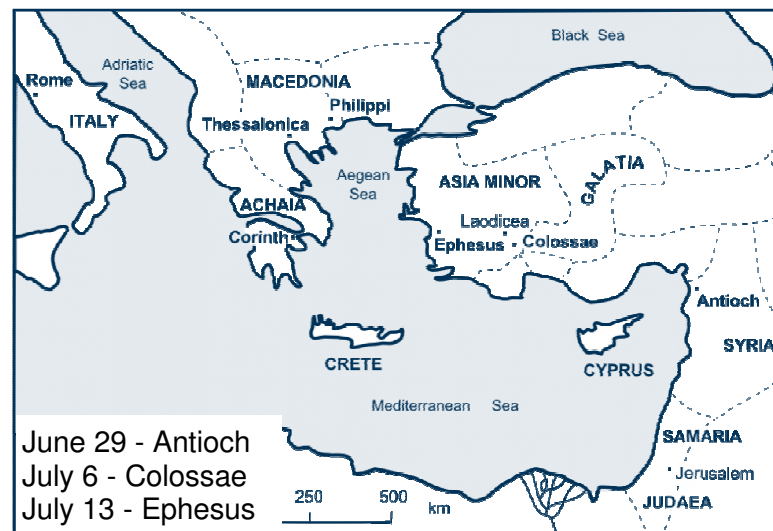 Black Sea
Adriatic
Sea
Rome
MACEDONIA
Philippi
ITALY
Thessalonica
Aegean
Sea
ASIA MINOR
GALATIA
ACHAIA
Laodicea
Corinth
Ephesus
Colossae
Antioch
CRETE
CYPRUS
SYRIA
Mediterranean Sea
SAMARIA
Jerusalem
JUDAEA
June 29 - Antioch
July 6 - Colossae
July 13 - Ephesus
250 500 km